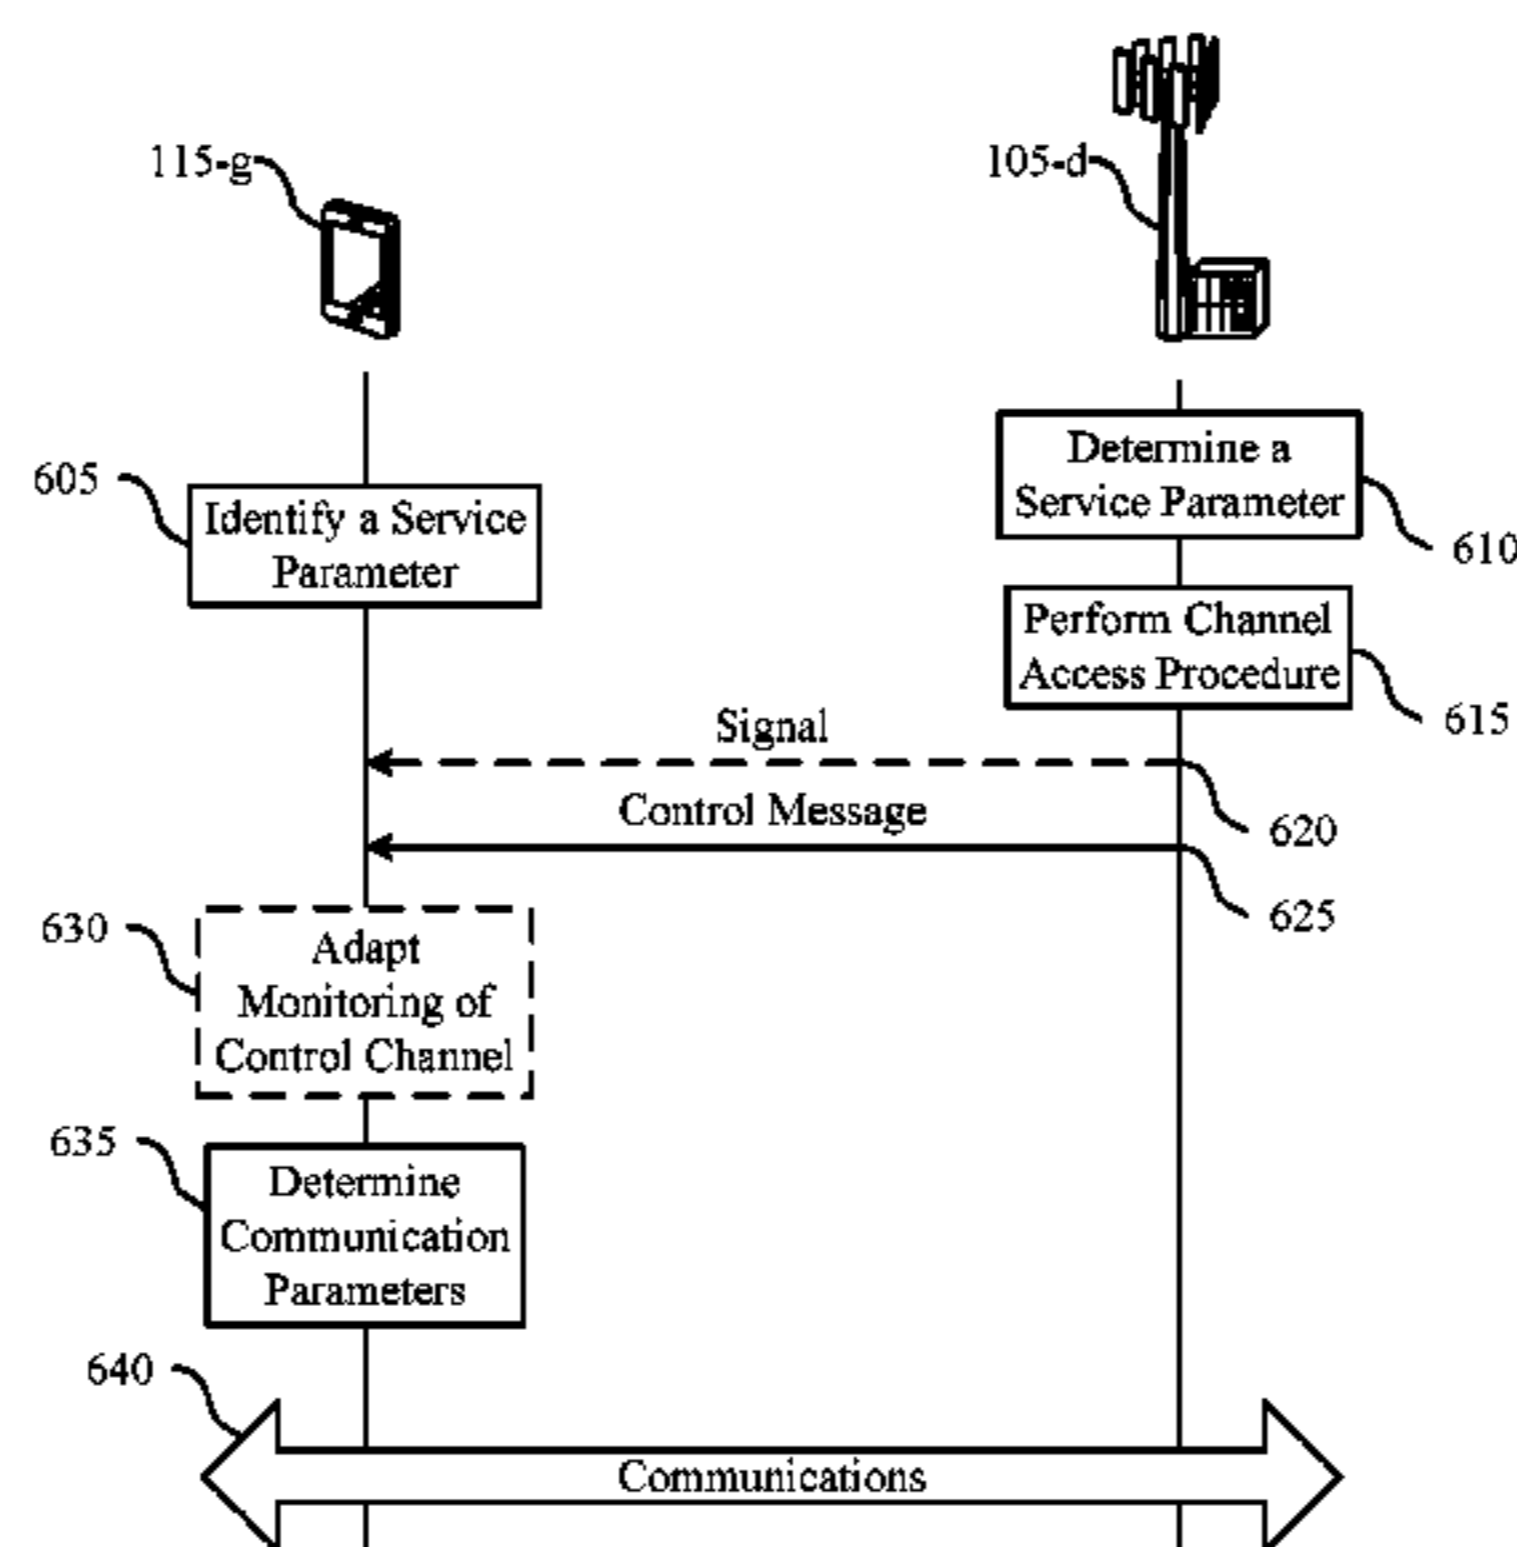 115-g
105-d
605
Identify a Service
Parameter
Determine a
Service Parameter
610
Perform Channel
Access Procedure
615
Signal
620
Control Message
625
630
Adapt
Monitoring of
Control Channel
635
Determine
Communication
Parameters
640
Communications